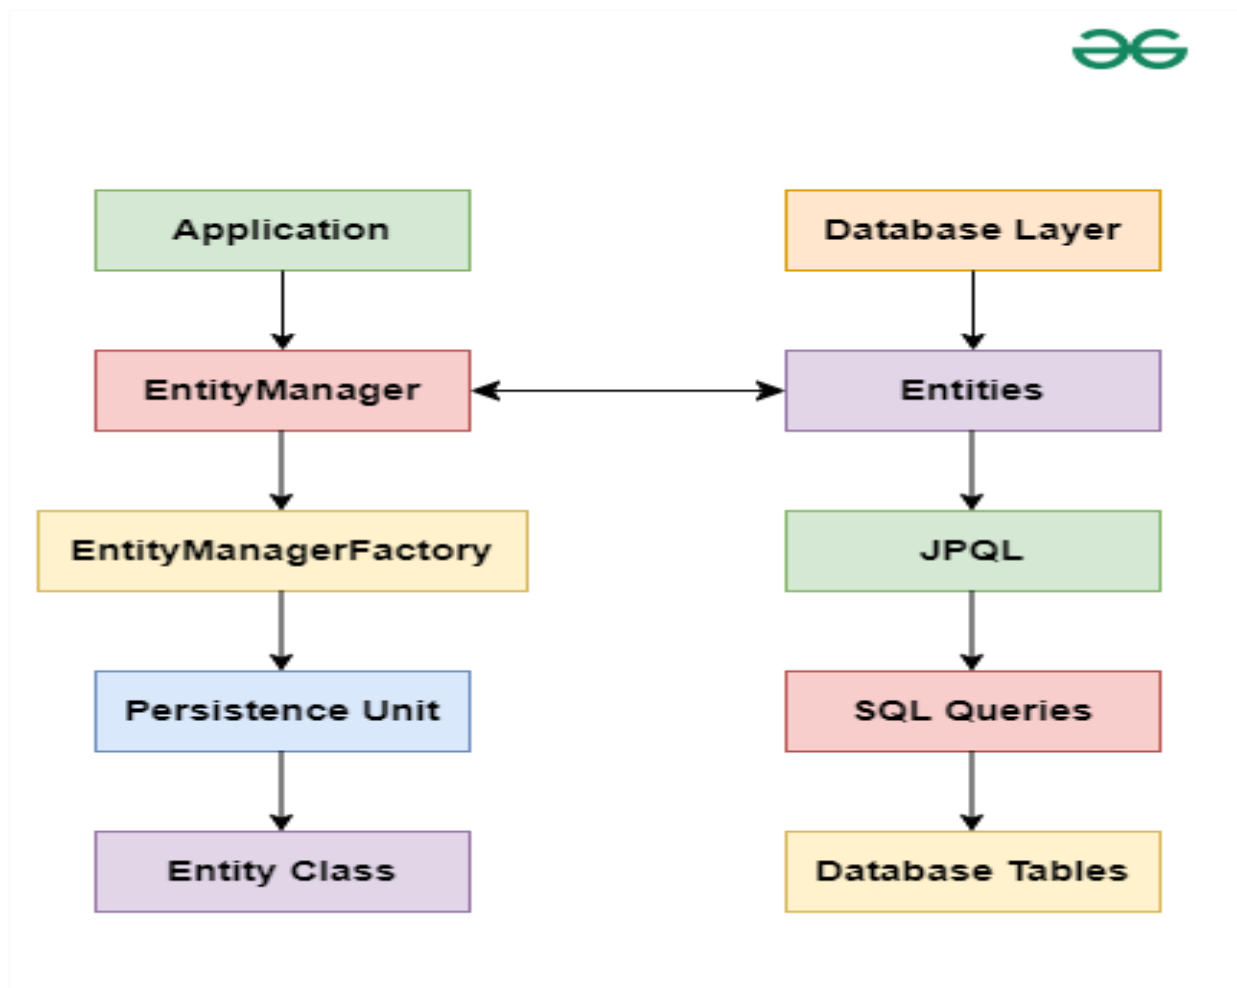 Application
Database Layer
EntityManager
Entities
EntityManagerFactory
JPQL
Persistence Unit
SQL Queries
Entity Class
Database Tables